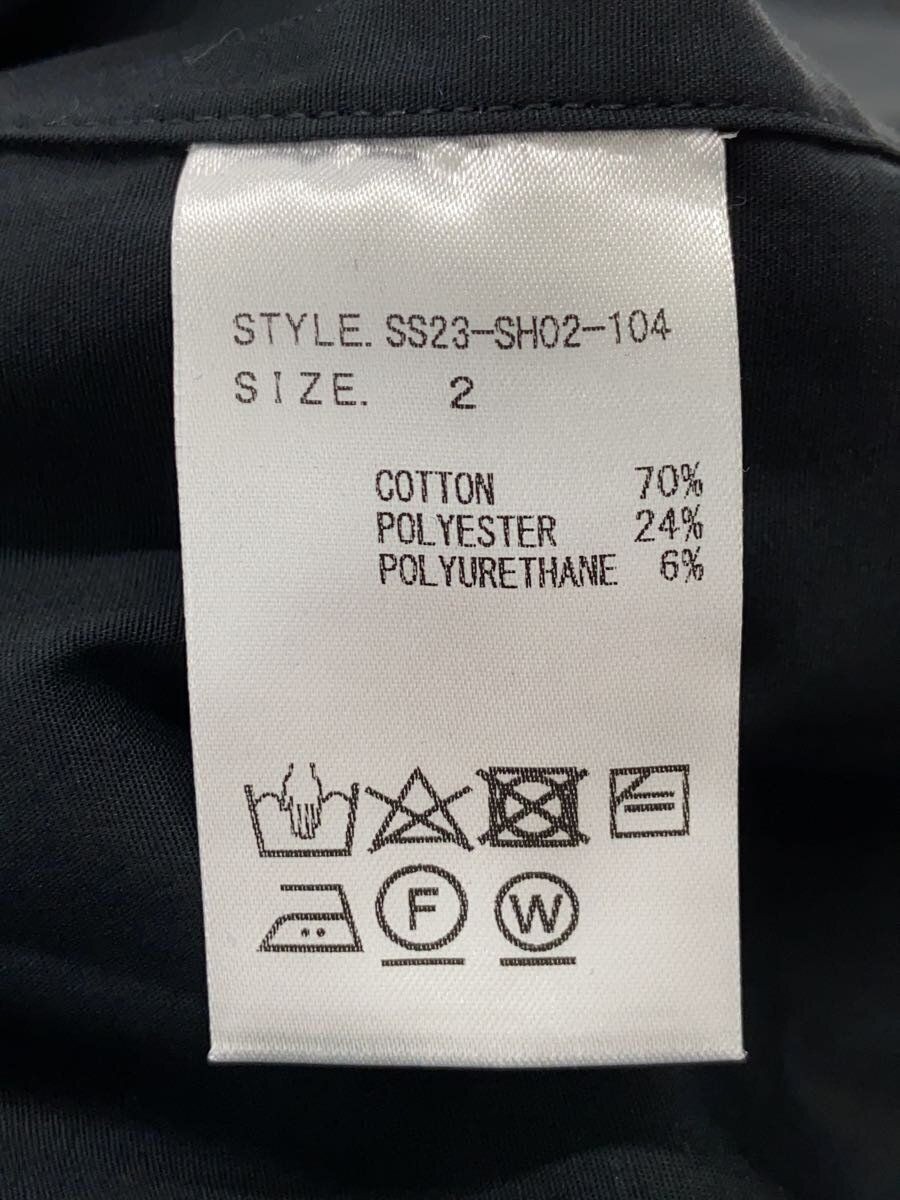 STYLE. SS23-SH02-104
SIZE. 2
COTTON 70%
POLYESTER 24%
POLYURETHANE 6%
F W